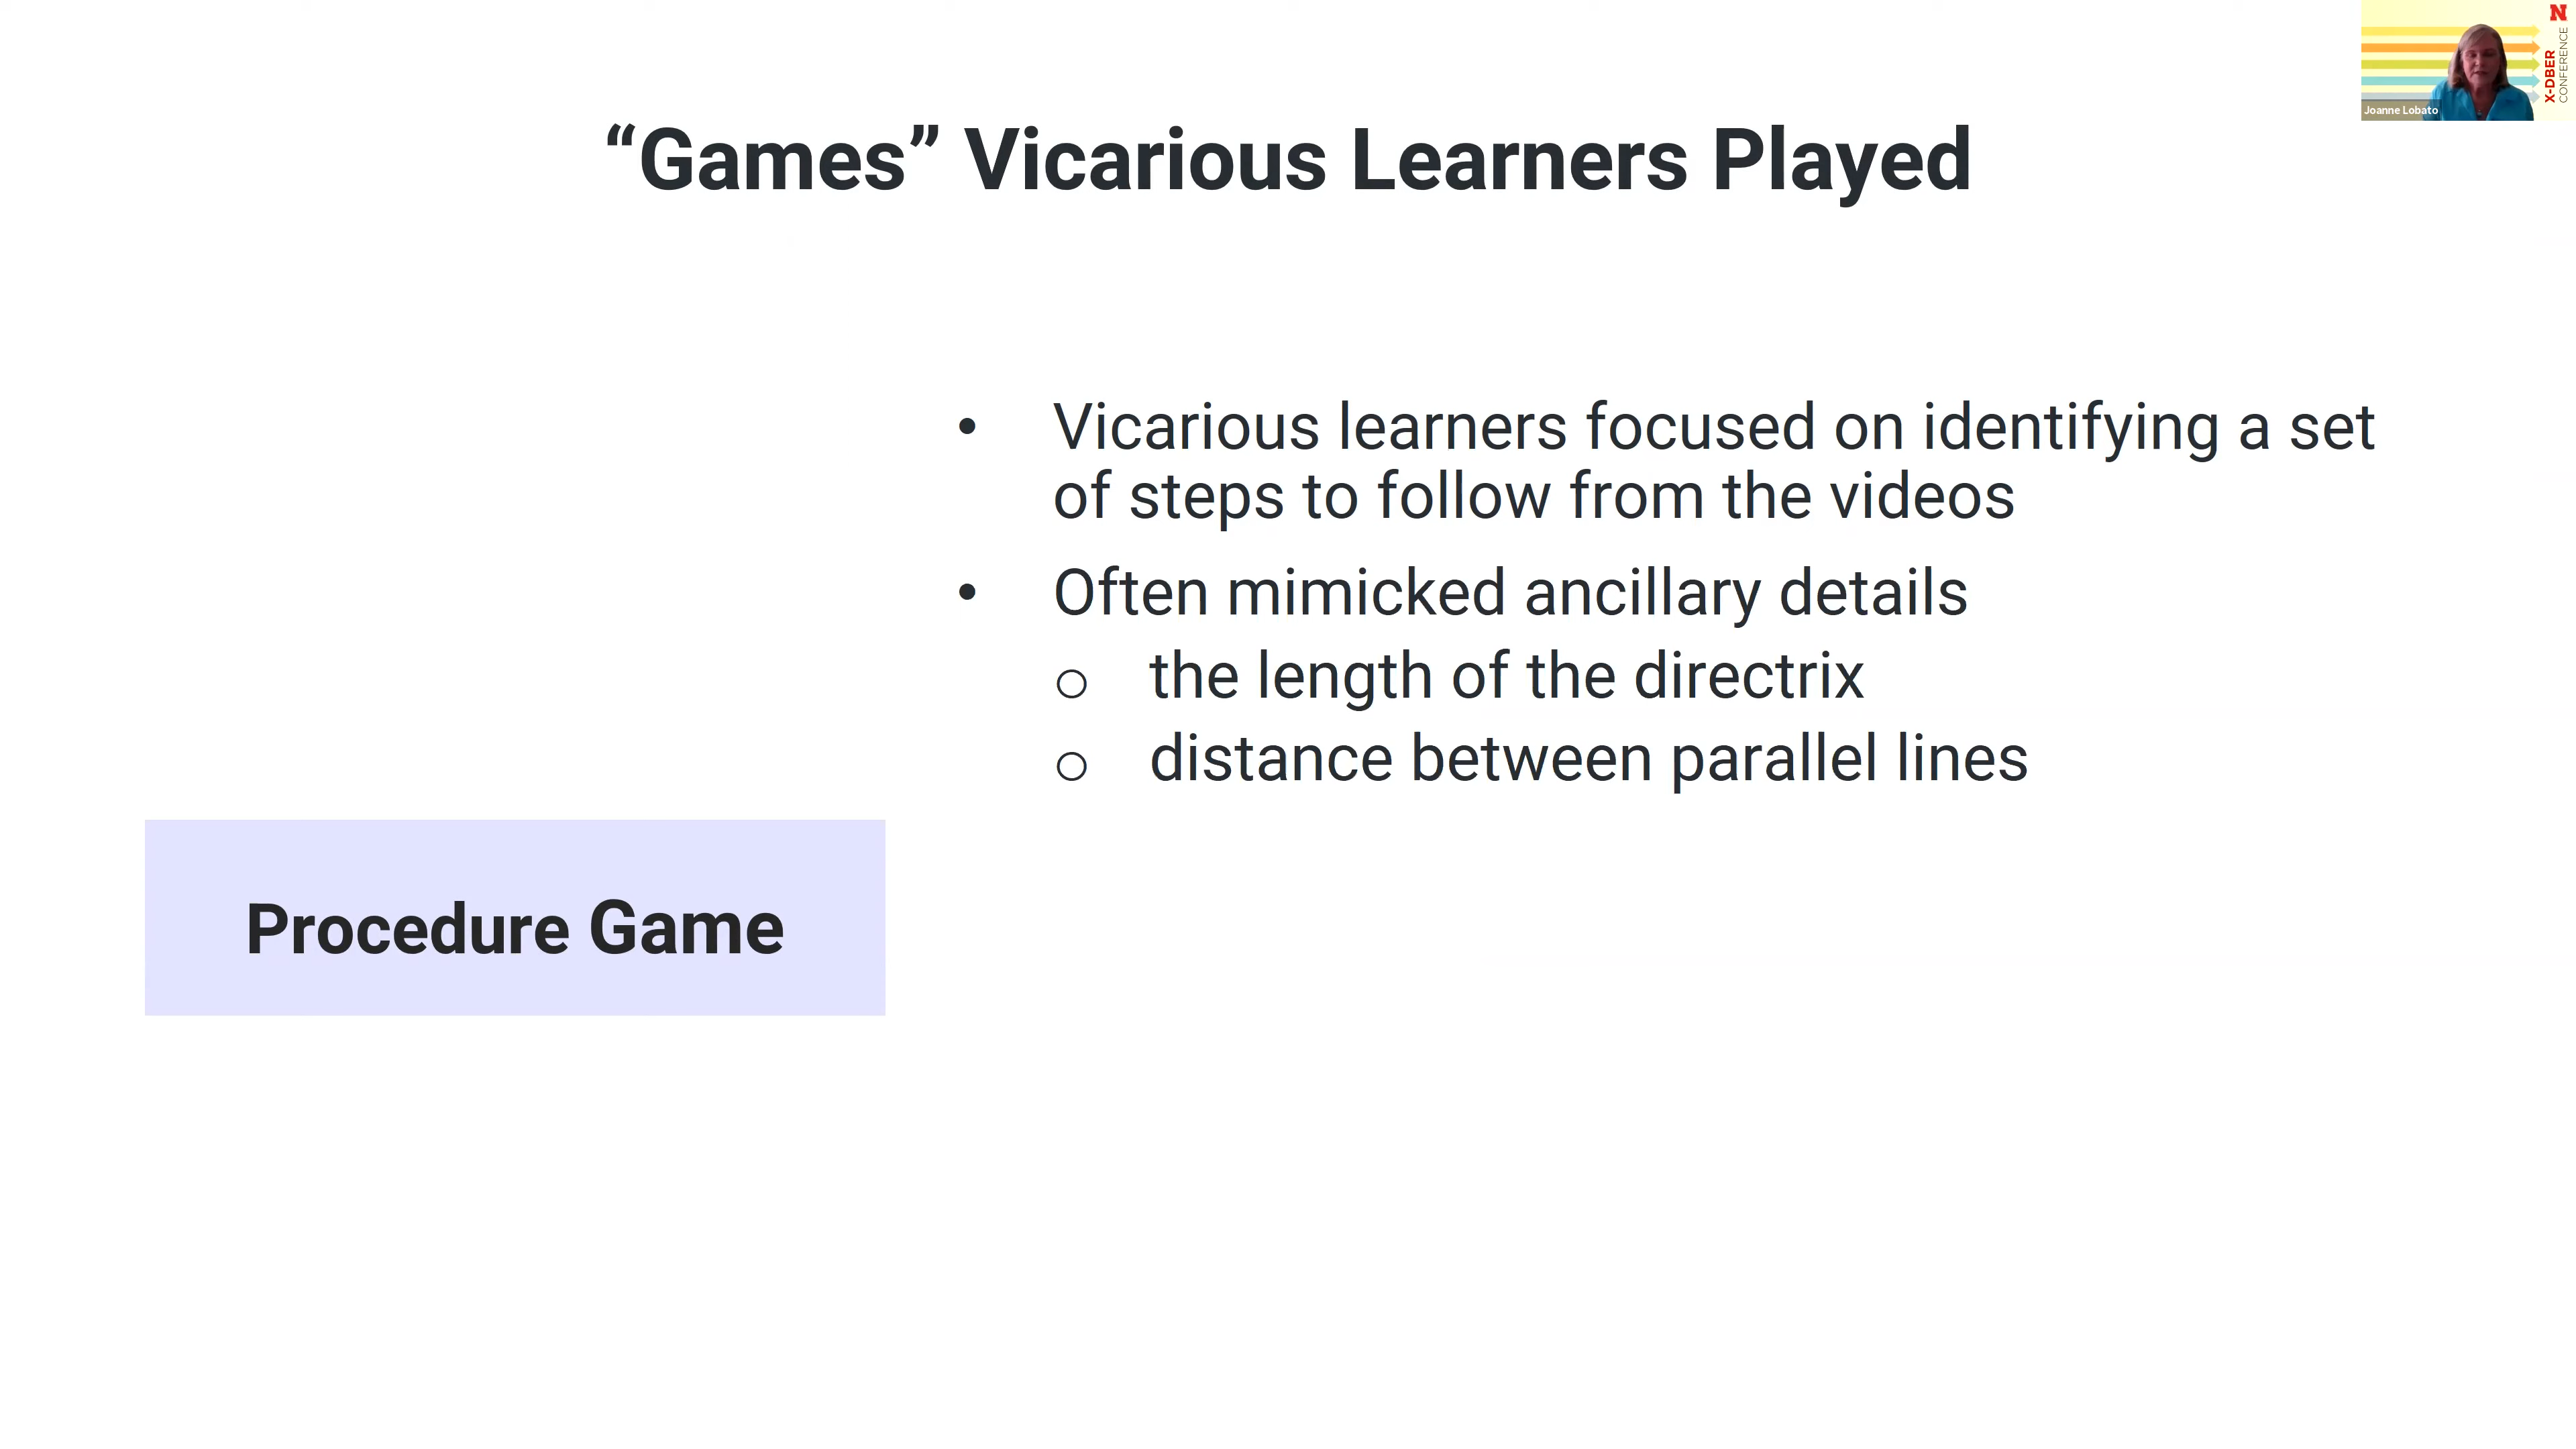 N
X-DBER
CONFERENCE
Joanne Lobato
“Games” Vicarious Learners Played
• Vicarious learners focused on identifying a set
of steps to follow from the videos
• Often mimicked ancillary details
○ the length of the directrix
○ distance between parallel lines
Procedure Game